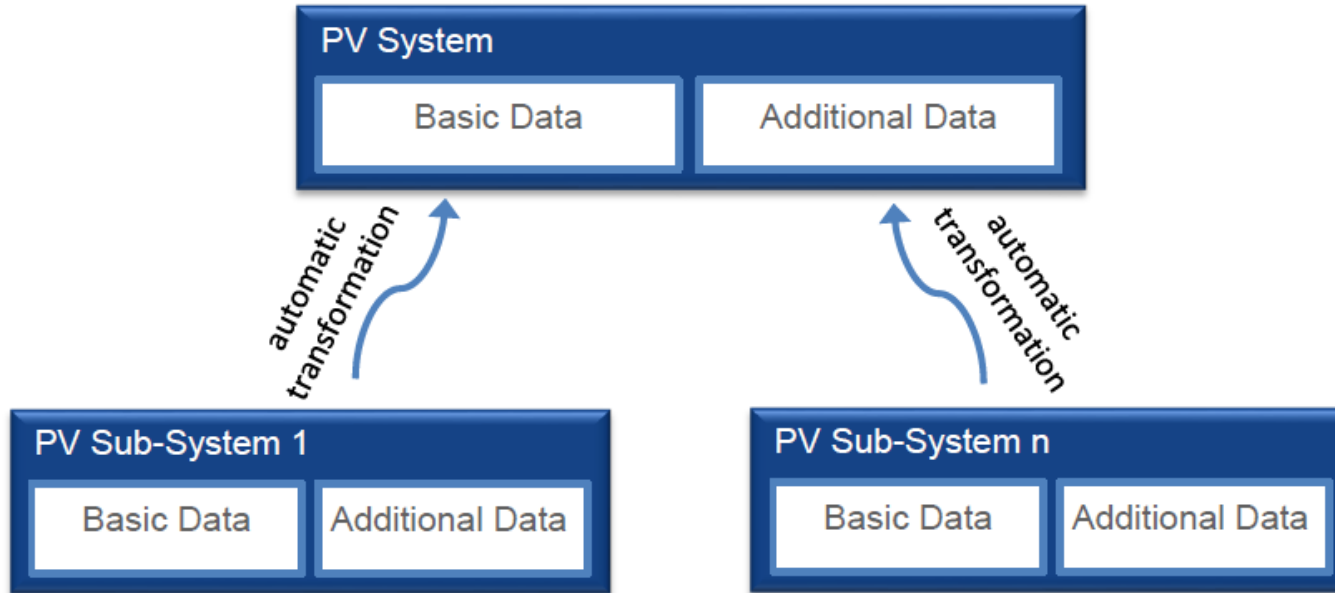 PV System
Basic Data
Additional Data
automatic
transformation
automatic
transformation
PV Sub-System 1
Basic Data
Additional Data
PV Sub-System n
Basic Data
Additional Data